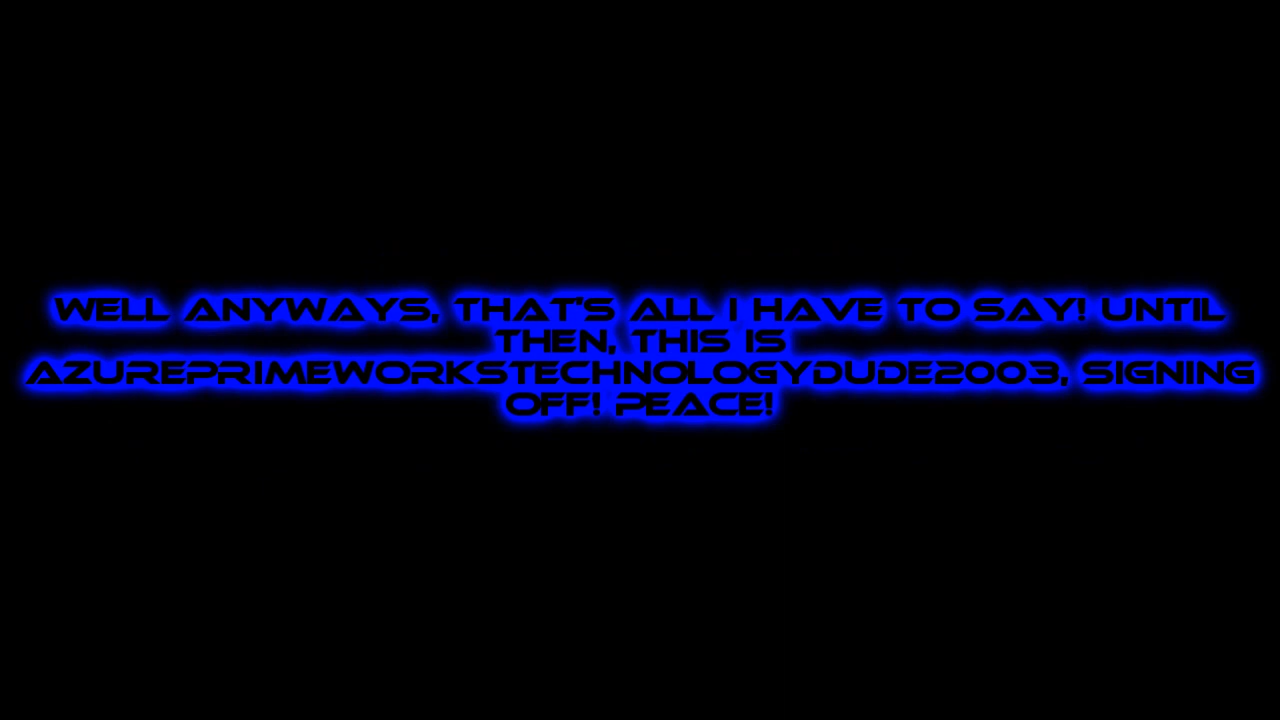 WELL ANYWAYS, THAT'S ALL I HAVE TO SAY! UNTIL
THEN, THIS IS
AZUREPRIMEWORKSTECHNOLOGYDUDE2003, SIGNING
OFF! PEACE!